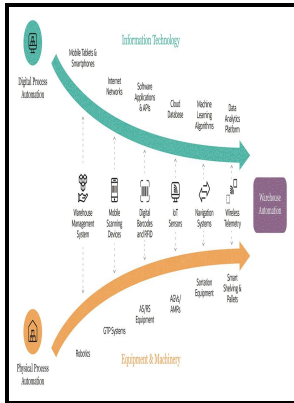 Information Technology
Digital Process
Automation
Mobile Tablets &
Smartphones
Internet
Networks
Software
Applications
& APIs
Cloud
Database
Machine
Learning
Algorithms
Data
Analytics
Platform
Warehouse
Management
System
Mobile
Scanning
Devices
Digital
Barcodes
and RFID
IoT
Sensors
Navigation
Systems
Wireless
Telemetry
Warehouse
Automation
Physical Process
Automation
Robotics
GTP Systems
AS/RS
Equipment
AGVs/
AMRs
Sortation
Equipment
Smart
Shelving &
Pallets
Equipment & Machinery